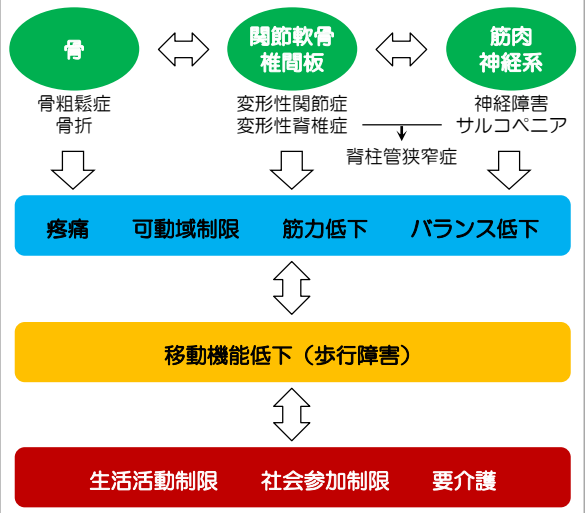 骨
関節軟骨
椎間板
筋肉
神経系
骨粗鬆症
骨折
変形性関節症
変形性脊椎症
神経障害
サルコペニア
脊柱管狭窄症
疼痛 可動域制限 筋力低下 バランス低下
移動機能低下（歩行障害）
生活活動制限 社会参加制限 要介護